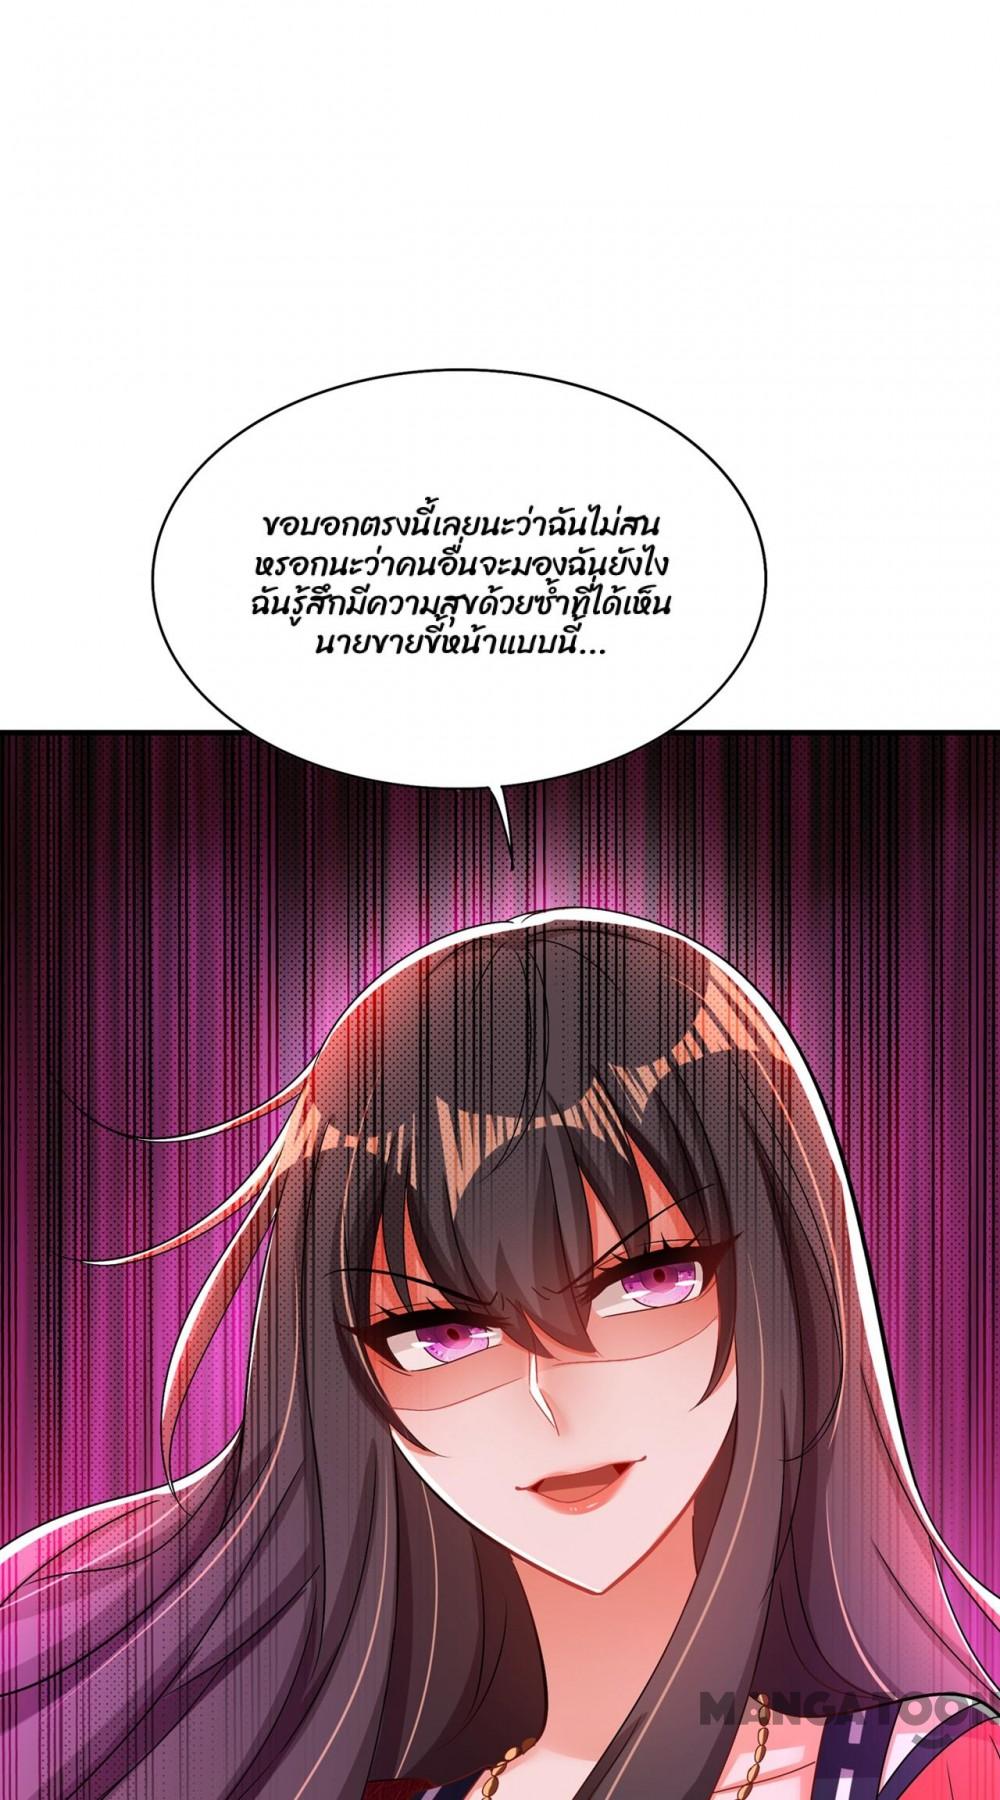 ขอบอกตรงนี้เลยนะว่าฉันไม่สน
หรอกนะว่าคนอื่นจะมองฉันยังไง
ฉันรู้สึกมีความสุขด้วยซ้ำที่ได้เห็น
นายขายขี้หน้าแบบนี้...
MANGATOON